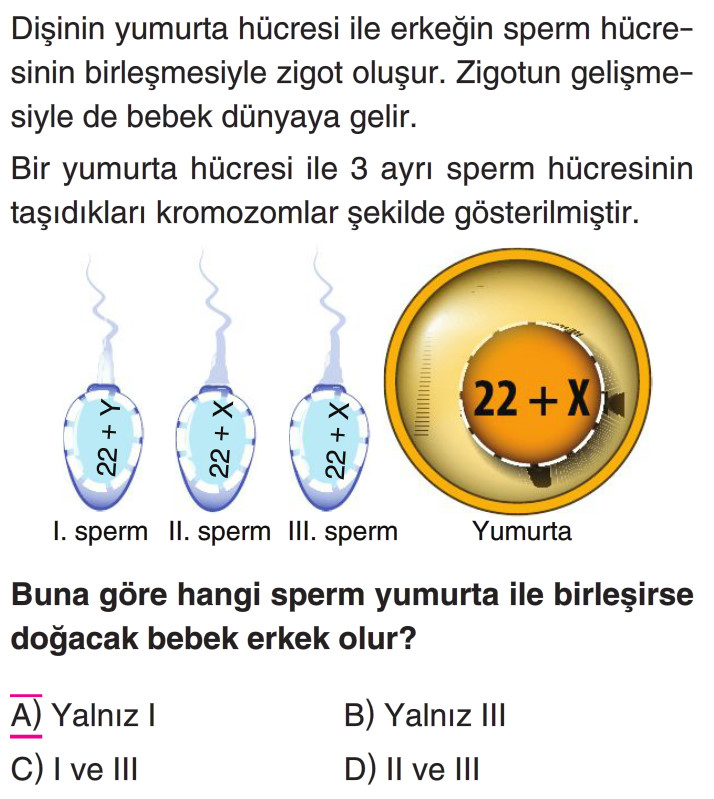 Dişinin yumurta hücresi ile erkeğin sperm hücre-
sinin birleşmesiyle zigot oluşur. Zigotun gelişme-
siyle de bebek dünyaya gelir.
Bir yumurta hücresi ile 3 ayrı sperm hücresinin
taşıdıkları kromozomlar şekilde gösterilmiştir.
22 + Y
22 + X
22 + X
22 + X
I. sperm II. sperm III. sperm Yumurta
Buna göre hangi sperm yumurta ile birleşirse
doğacak bebek erkek olur?
A) Yalnız I B) Yalnız III
C) I ve III D) II ve III